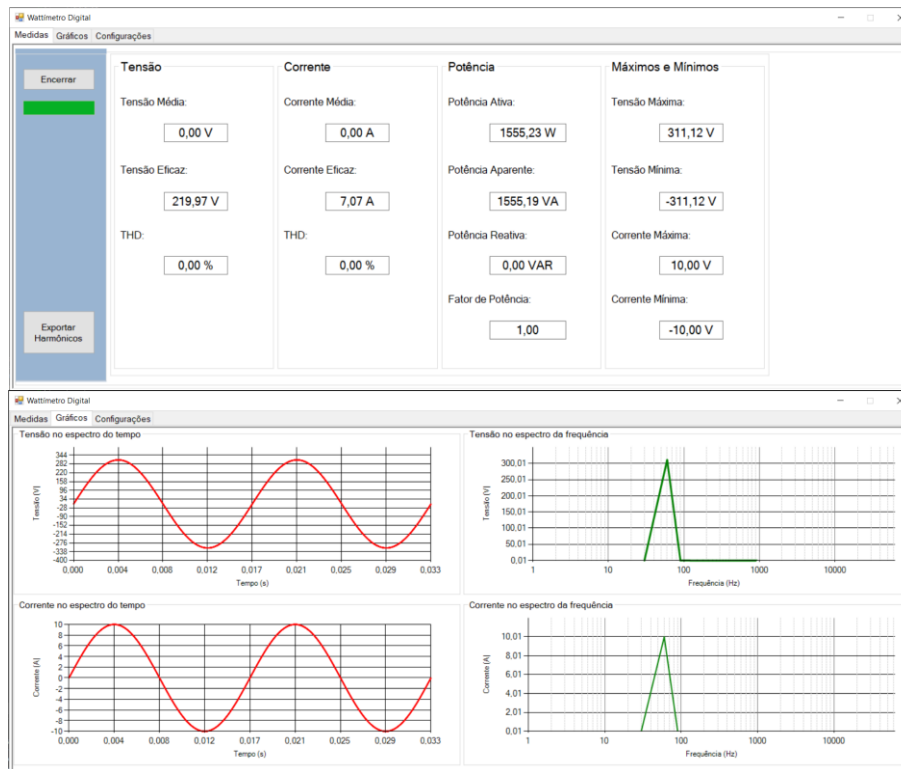 Wattímetro Digital
Medidas Gráficos Configurações
Encerrar
Exportar
Harmônicos
Tensão
Tensão Média:
0,00 V
Tensão Eficaz:
219,97 V
THD:
0,00 %
Corrente
Corrente Média:
0,00 A
Corrente Eficaz:
7,07 A
THD:
0,00 %
Potência
Potência Ativa:
1555,23 W
Potência Aparente:
1555,19 VA
Potência Reativa:
0,00 VAR
Fator de Potência:
1,00
Máximos e Mínimos
Tensão Máxima:
311,12 V
Tensão Mínima:
-311,12 V
Corrente Máxima:
10,00 V
Corrente Mínima:
-10,00 V
Wattímetro Digital
Medidas Gráficos Configurações
Tensão no espectro do tempo
Tensão [V]
344
282
220
158
96
34
-28
-90
-152
-214
-276
-338
-400
0,000 0,004 0,008 0,012 0,017 0,021 0,025 0,029 0,033
Tempo (s)
Tensão no espectro da frequência
Tensão [V]
300,01
250,01
200,01
150,01
100,01
50,01
0,01
1 10 100 1000 10000
Frequência (Hz)
Corrente no espectro do tempo
Corrente [A]
10
8
6
4
2
0
-2
-4
-6
-8
-10
0,000 0,004 0,008 0,012 0,017 0,021 0,025 0,029 0,033
Tempo (s)
Corrente no espectro da frequência
Corrente [A]
10,01
8,01
6,01
4,01
2,01
0,01
1 10 100 1000 10000
Frequência (Hz)